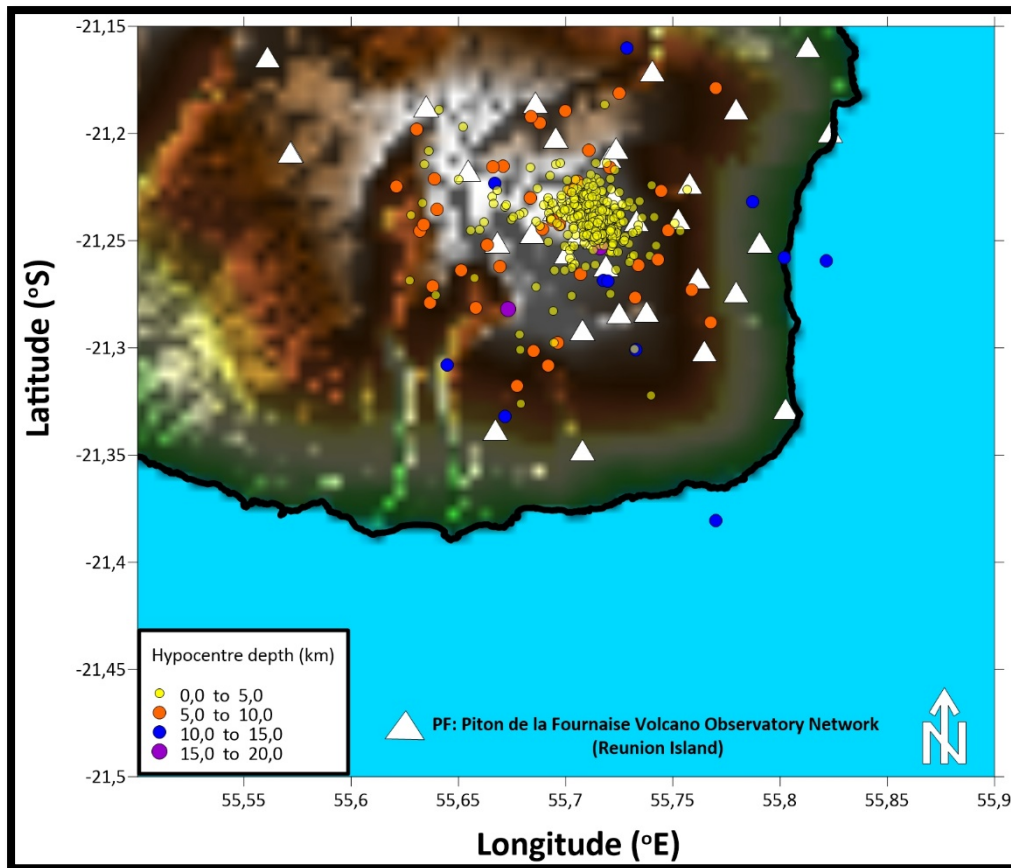 -21,15
-21,2
-21,25
-21,3
-21,35
-21,4
-21,45
-21,5
Latitude (ºS)
Hypocentre depth (km)
0,0 to 5,0
5,0 to 10,0
10,0 to 15,0
15,0 to 20,0
PF: Piton de la Fournaise Volcano Observatory Network
(Reunion Island)
N
55,55
55,6
55,65
55,7
55,75
55,8
55,85
55,9
Longitude (ºE)